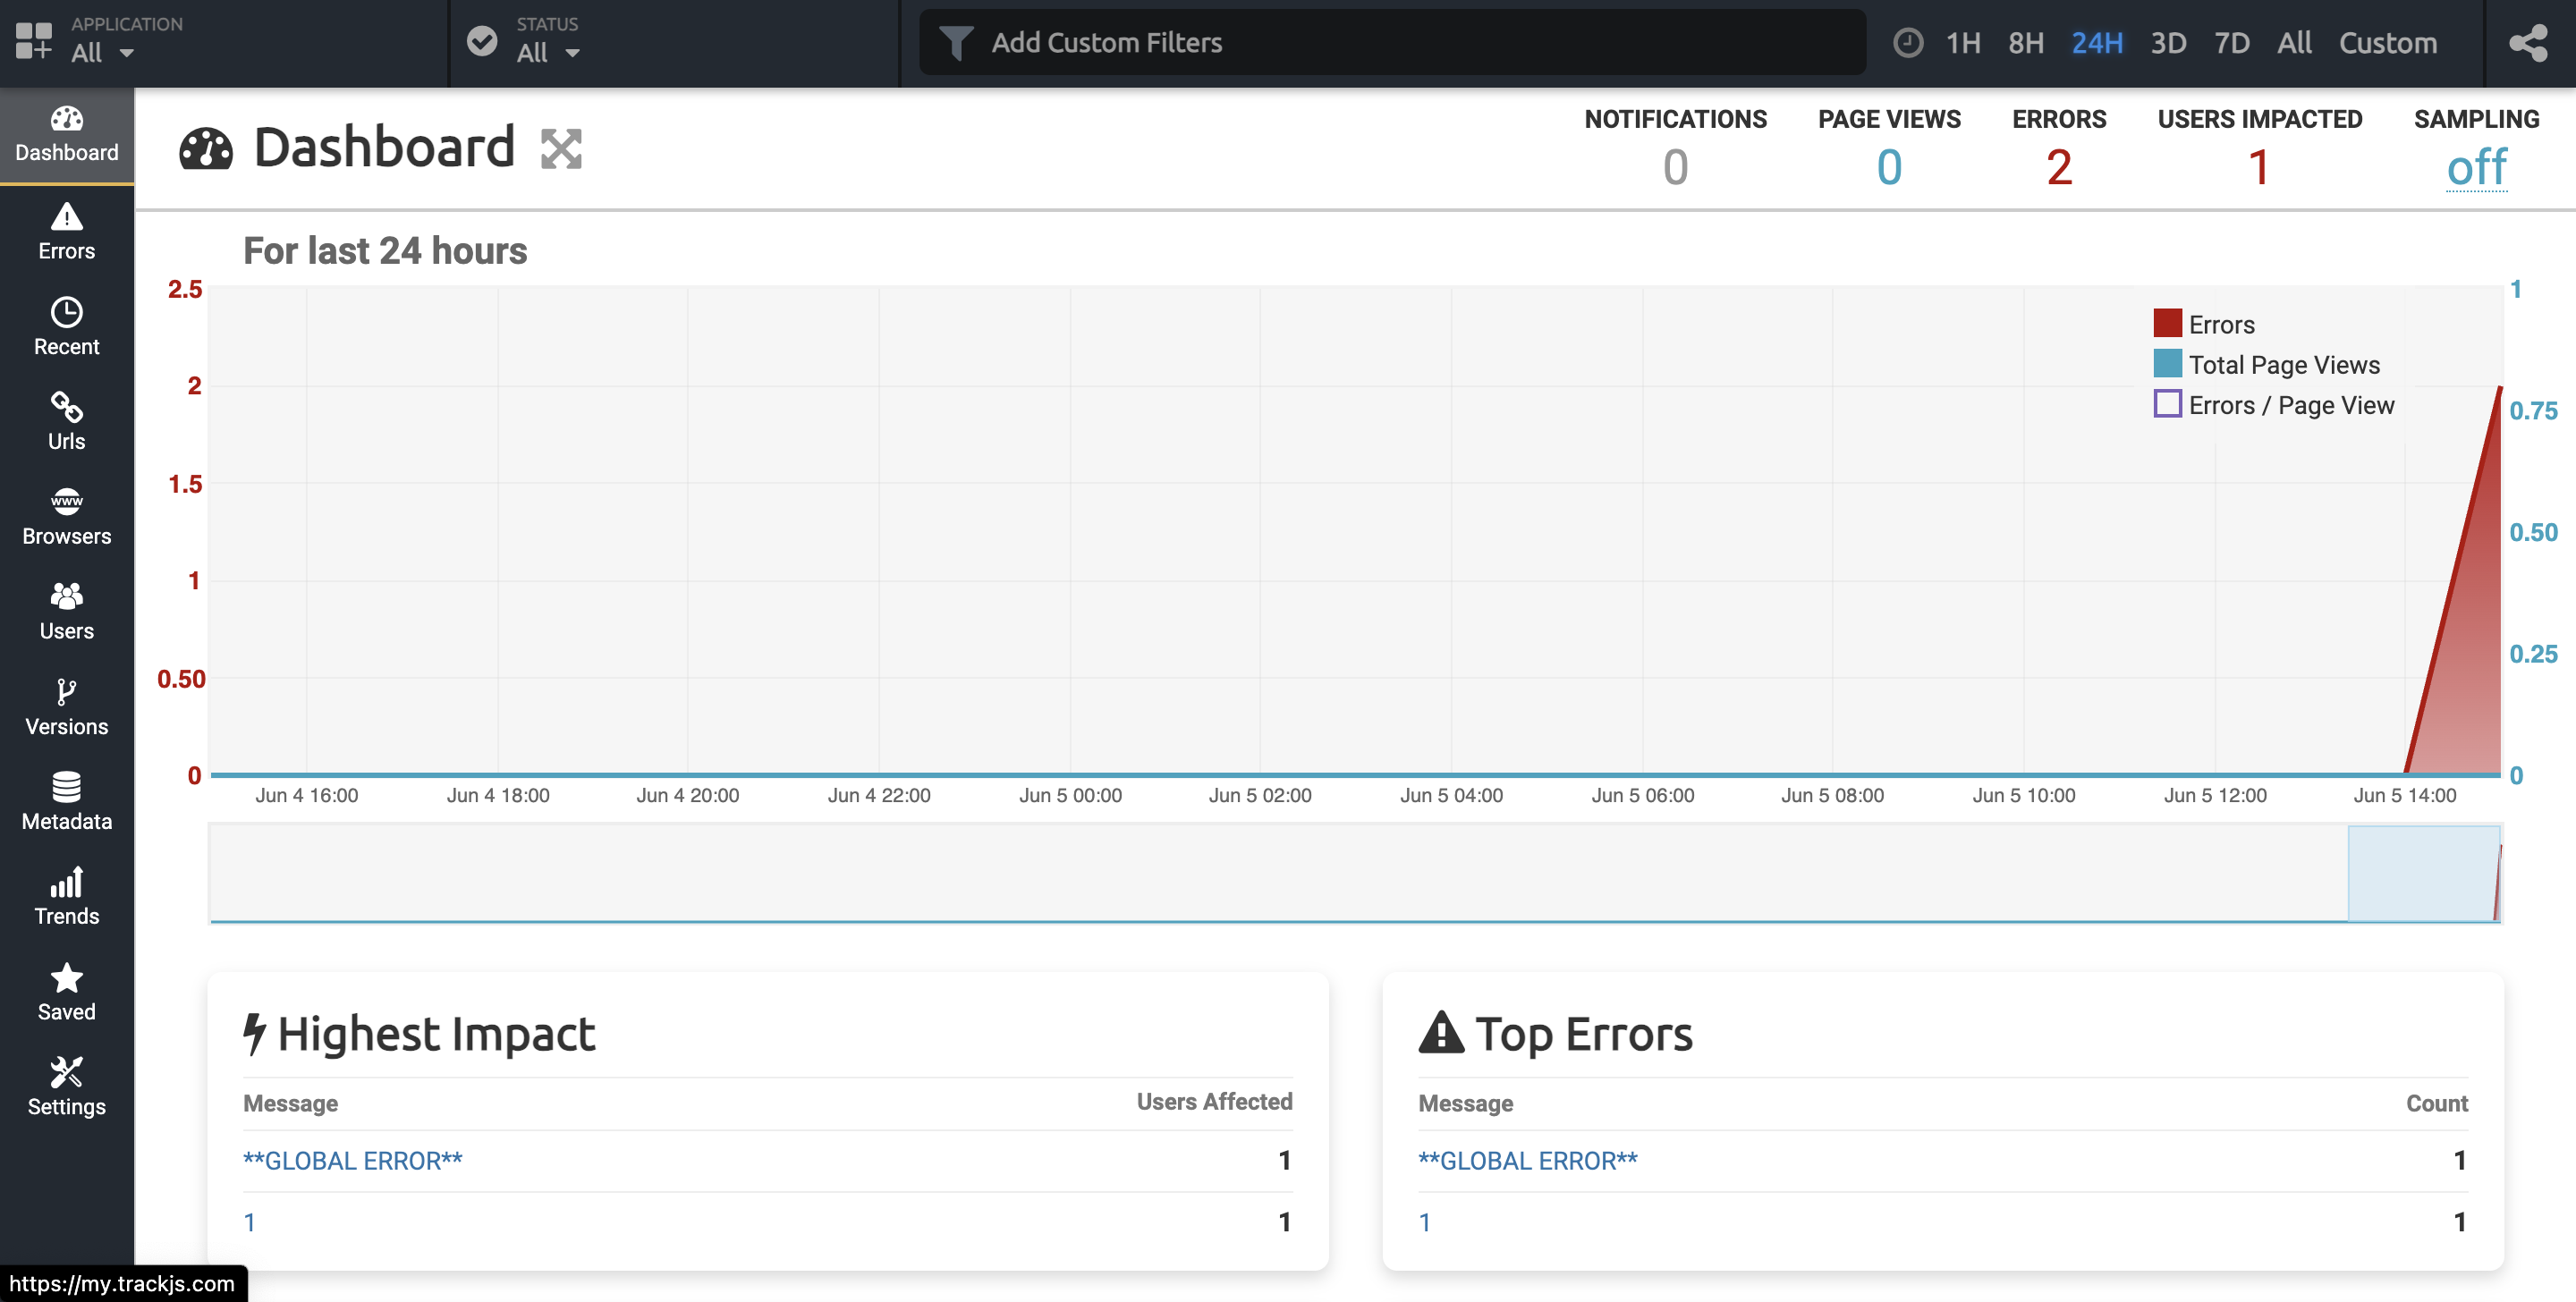 APPLICATION
All
STATUS
All
Add Custom Filters
1H 8H 24H 3D 7D All Custom
Dashboard
Errors
Recent
Urls
www
Browsers
Users
Versions
Metadata
Trends
Saved
Settings
Dashboard
NOTIFICATIONS
0
PAGE VIEWS
0
ERRORS
2
USERS IMPACTED
1
SAMPLING
off
For last 24 hours
2.5
2
1.5
1
0.50
0
Errors
Total Page Views
Errors / Page View
1
0.75
0.50
0.25
0
Jun 4 16:00 Jun 4 18:00 Jun 4 20:00 Jun 4 22:00 Jun 5 00:00 Jun 5 02:00 Jun 5 04:00 Jun 5 06:00 Jun 5 08:00 Jun 5 10:00 Jun 5 12:00 Jun 5 14:00
Highest Impact
Message Users Affected
**GLOBAL ERROR** 1
1 1
Top Errors
Message Count
**GLOBAL ERROR** 1
1 1
https://my.trackjs.com